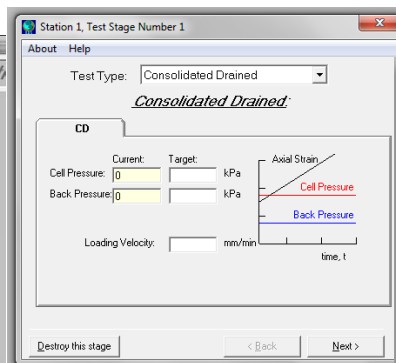 Station 1, Test Stage Number 1
About Help
Test Type: Consolidated Drained
Consolidated Drained:
CD
Current: Target:
Cell Pressure: 0 kPa
Back Pressure: 0 kPa
Loading Velocity: mm/min
Axial Strain
Cell Pressure
Back Pressure
time, t
Destroy this stage < Back Next >